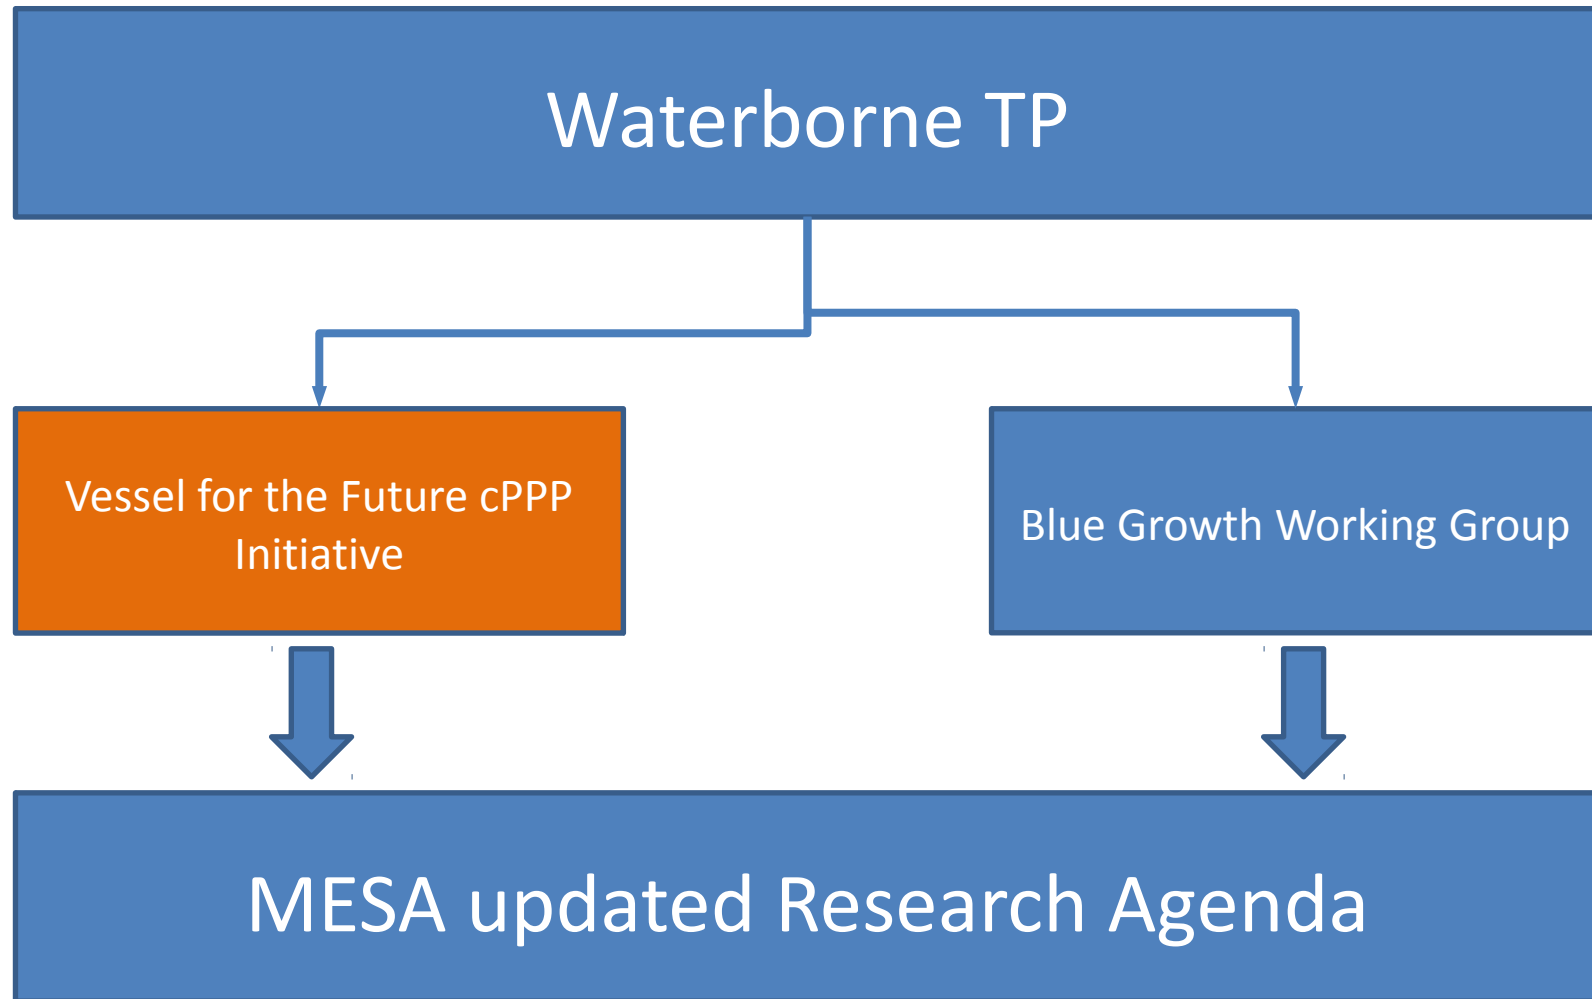 Waterborne TP
Vessel for the Future cPPP
Initiative
Blue Growth Working Group
MESA updated Research Agenda